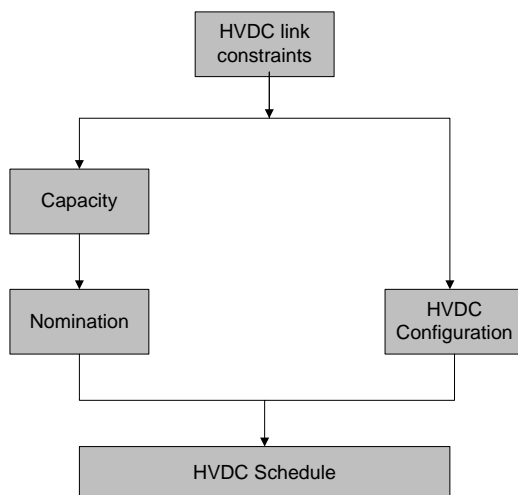 HVDC link
constraints
Capacity
Nomination
HVDC
Configuration
HVDC Schedule